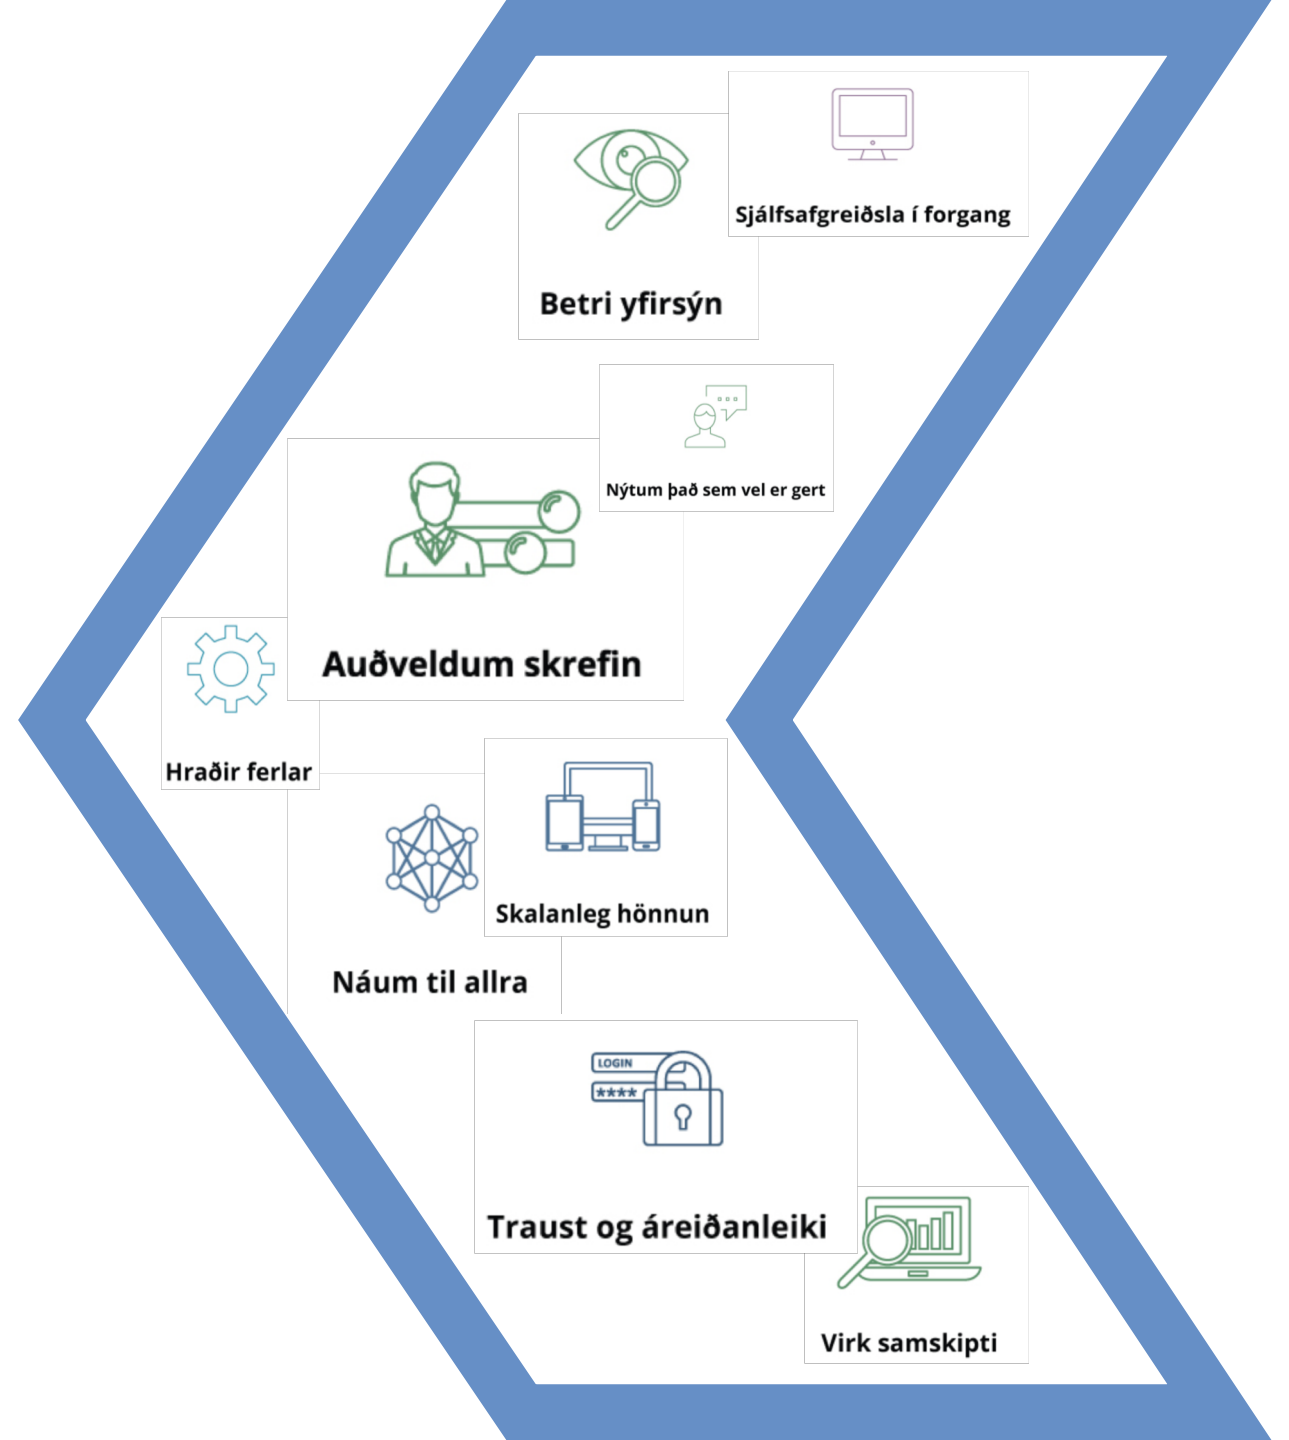 Sjálfsafgreiðsla í forgang
Betri yfirsýn
Nýtum það sem vel er gert
Auðveldum skrefin
Hraðir ferlar
Skalanleg hönnun
Náum til allra
LOGIN
****
Traust og áreiðanleiki
Virk samskipti